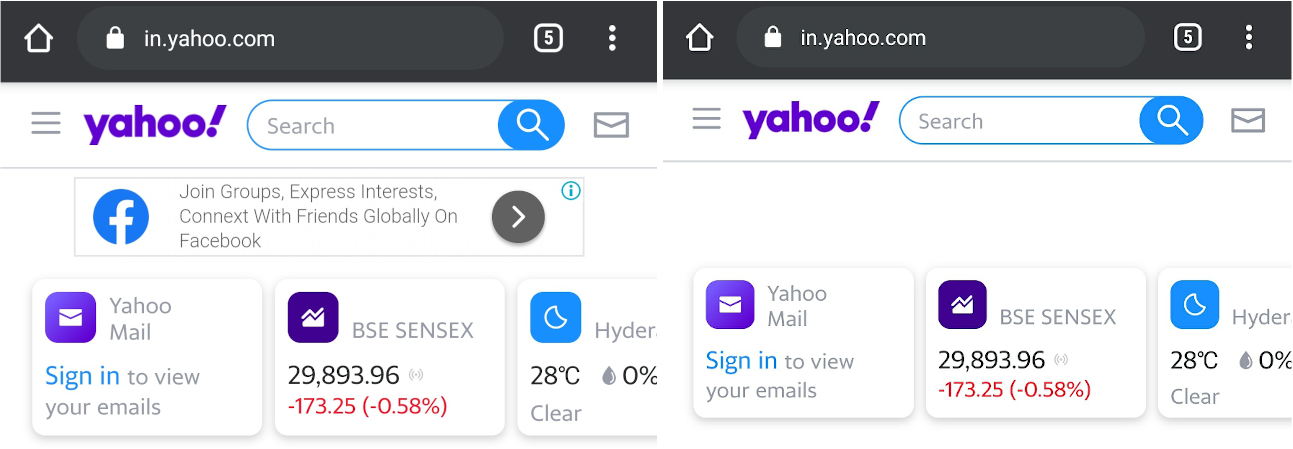 in.yahoo.com 5
yahoo! Search
Join Groups, Express Interests,
Connext With Friends Globally On
Facebook
Yahoo
Mail
Sign in to view
your emails
BSE SENSEX
29,893.96
-173.25 (-0.58%)
Hyder
28°C 0%
Clear
in.yahoo.com 5
yahoo! Search
Yahoo
Mail
Sign in to view
your emails
BSE SENSEX
29,893.96
-173.25 (-0.58%)
Hyder
28°C 0%
Clear